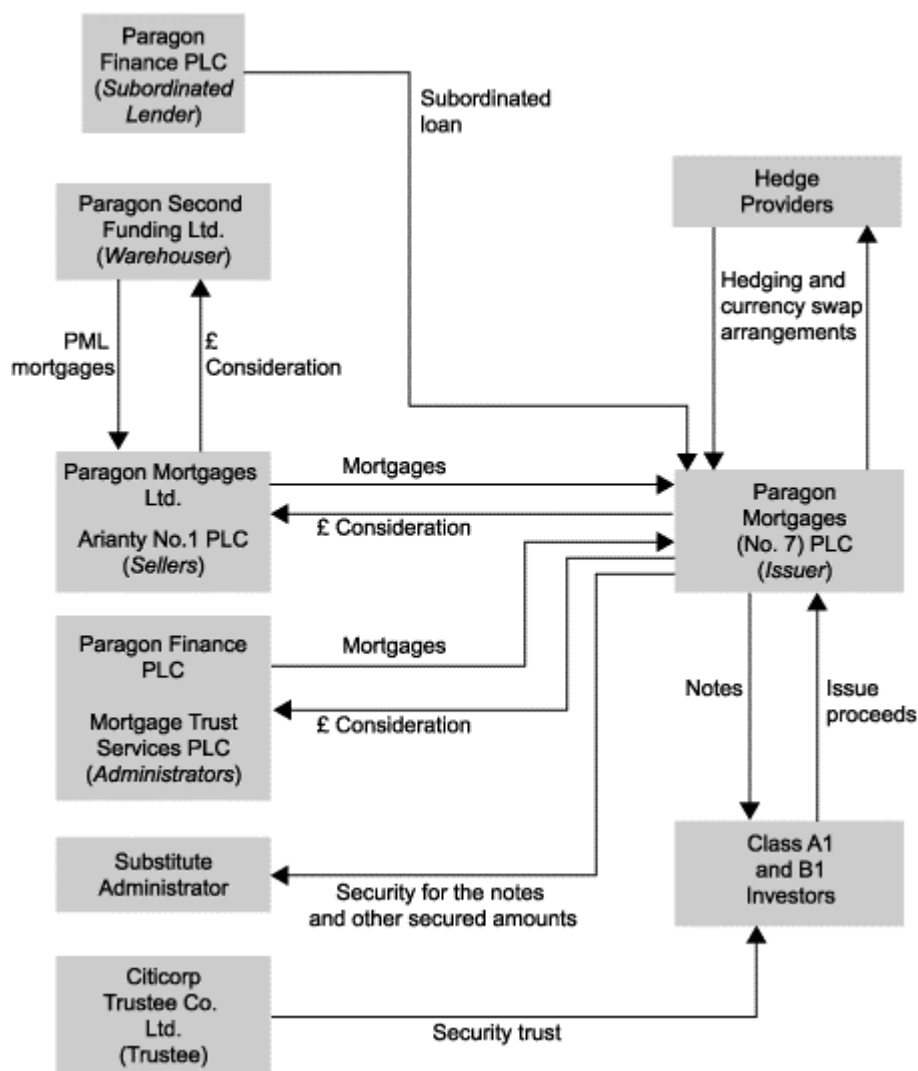 Paragon
Finance PLC
(Subordinated
Lender)
Subordinated
loan
Hedge
Providers
Paragon Second
Funding Ltd.
(Warehouser)
Hedging and
currency swap
arrangements
PML
mortgages
£
Consideration
Paragon Mortgages
Ltd.
Arianty No.1 PLC
(Sellers)
Mortgages
£ Consideration
Paragon
Mortgages
(No. 7) PLC
(Issuer)
Paragon Finance
PLC
Mortgage Trust
Services PLC
(Administrators)
Mortgages
£ Consideration
Notes
Issue
proceeds
Substitute
Administrator
Security for the notes
and other secured amounts
Class A1
and B1
Investors
Citicorp
Trustee Co.
Ltd.
(Trustee)
Security trust